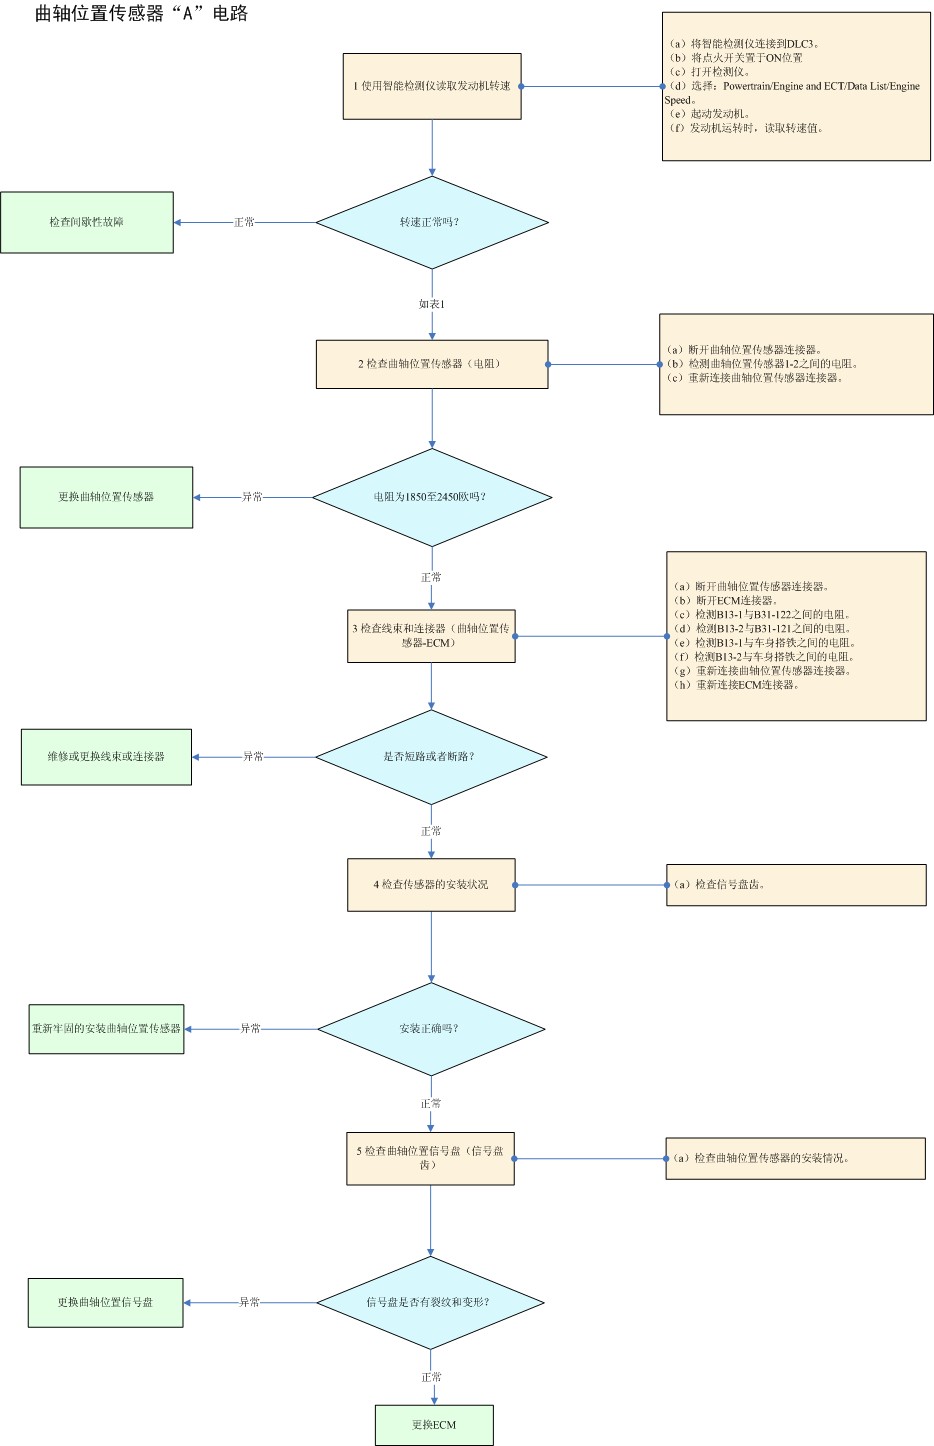 曲轴位置传感器“A”电路
1 使用智能检测仪读取发动机转速
（a）将智能检测仪连接到DLC3。
（b）将点火开关置于ON位置
（c）打开检测仪。
（d）选择：Powertrain/Engine and ECT/Data List/Engine
Speed。
（e）起动发动机。
（f）发动机运转时，读取转速值。
转速正常吗？
正常
检查间歇性故障
如表1
2 检查曲轴位置传感器（电阻）
（a）断开曲轴位置传感器连接器。
（b）检测曲轴位置传感器1-2之间的电阻。
（c）重新连接曲轴位置传感器连接器。
电阻为1850至2450欧吗？
异常
更换曲轴位置传感器
正常
3 检查线束和连接器（曲轴位置传
感器-ECM）
（a）断开曲轴位置传感器连接器。
（b）断开ECM连接器。
（c）检测B13-1与B31-122之间的电阻。
（d）检测B13-2与B31-121之间的电阻。
（e）检测B13-1与车身搭铁之间的电阻。
（f）检测B13-2与车身搭铁之间的电阻。
（g）重新连接曲轴位置传感器连接器。
（h）重新连接ECM连接器。
是否短路或者断路？
异常
维修或更换线束或连接器
正常
4 检查传感器的安装状况
（a）检查信号盘齿。
安装正确吗？
异常
重新牢固的安装曲轴位置传感器
正常
5 检查曲轴位置信号盘（信号盘
齿）
（a）检查曲轴位置传感器的安装情况。
信号盘是否有裂纹和变形？
异常
更换曲轴位置信号盘
正常
更换ECM